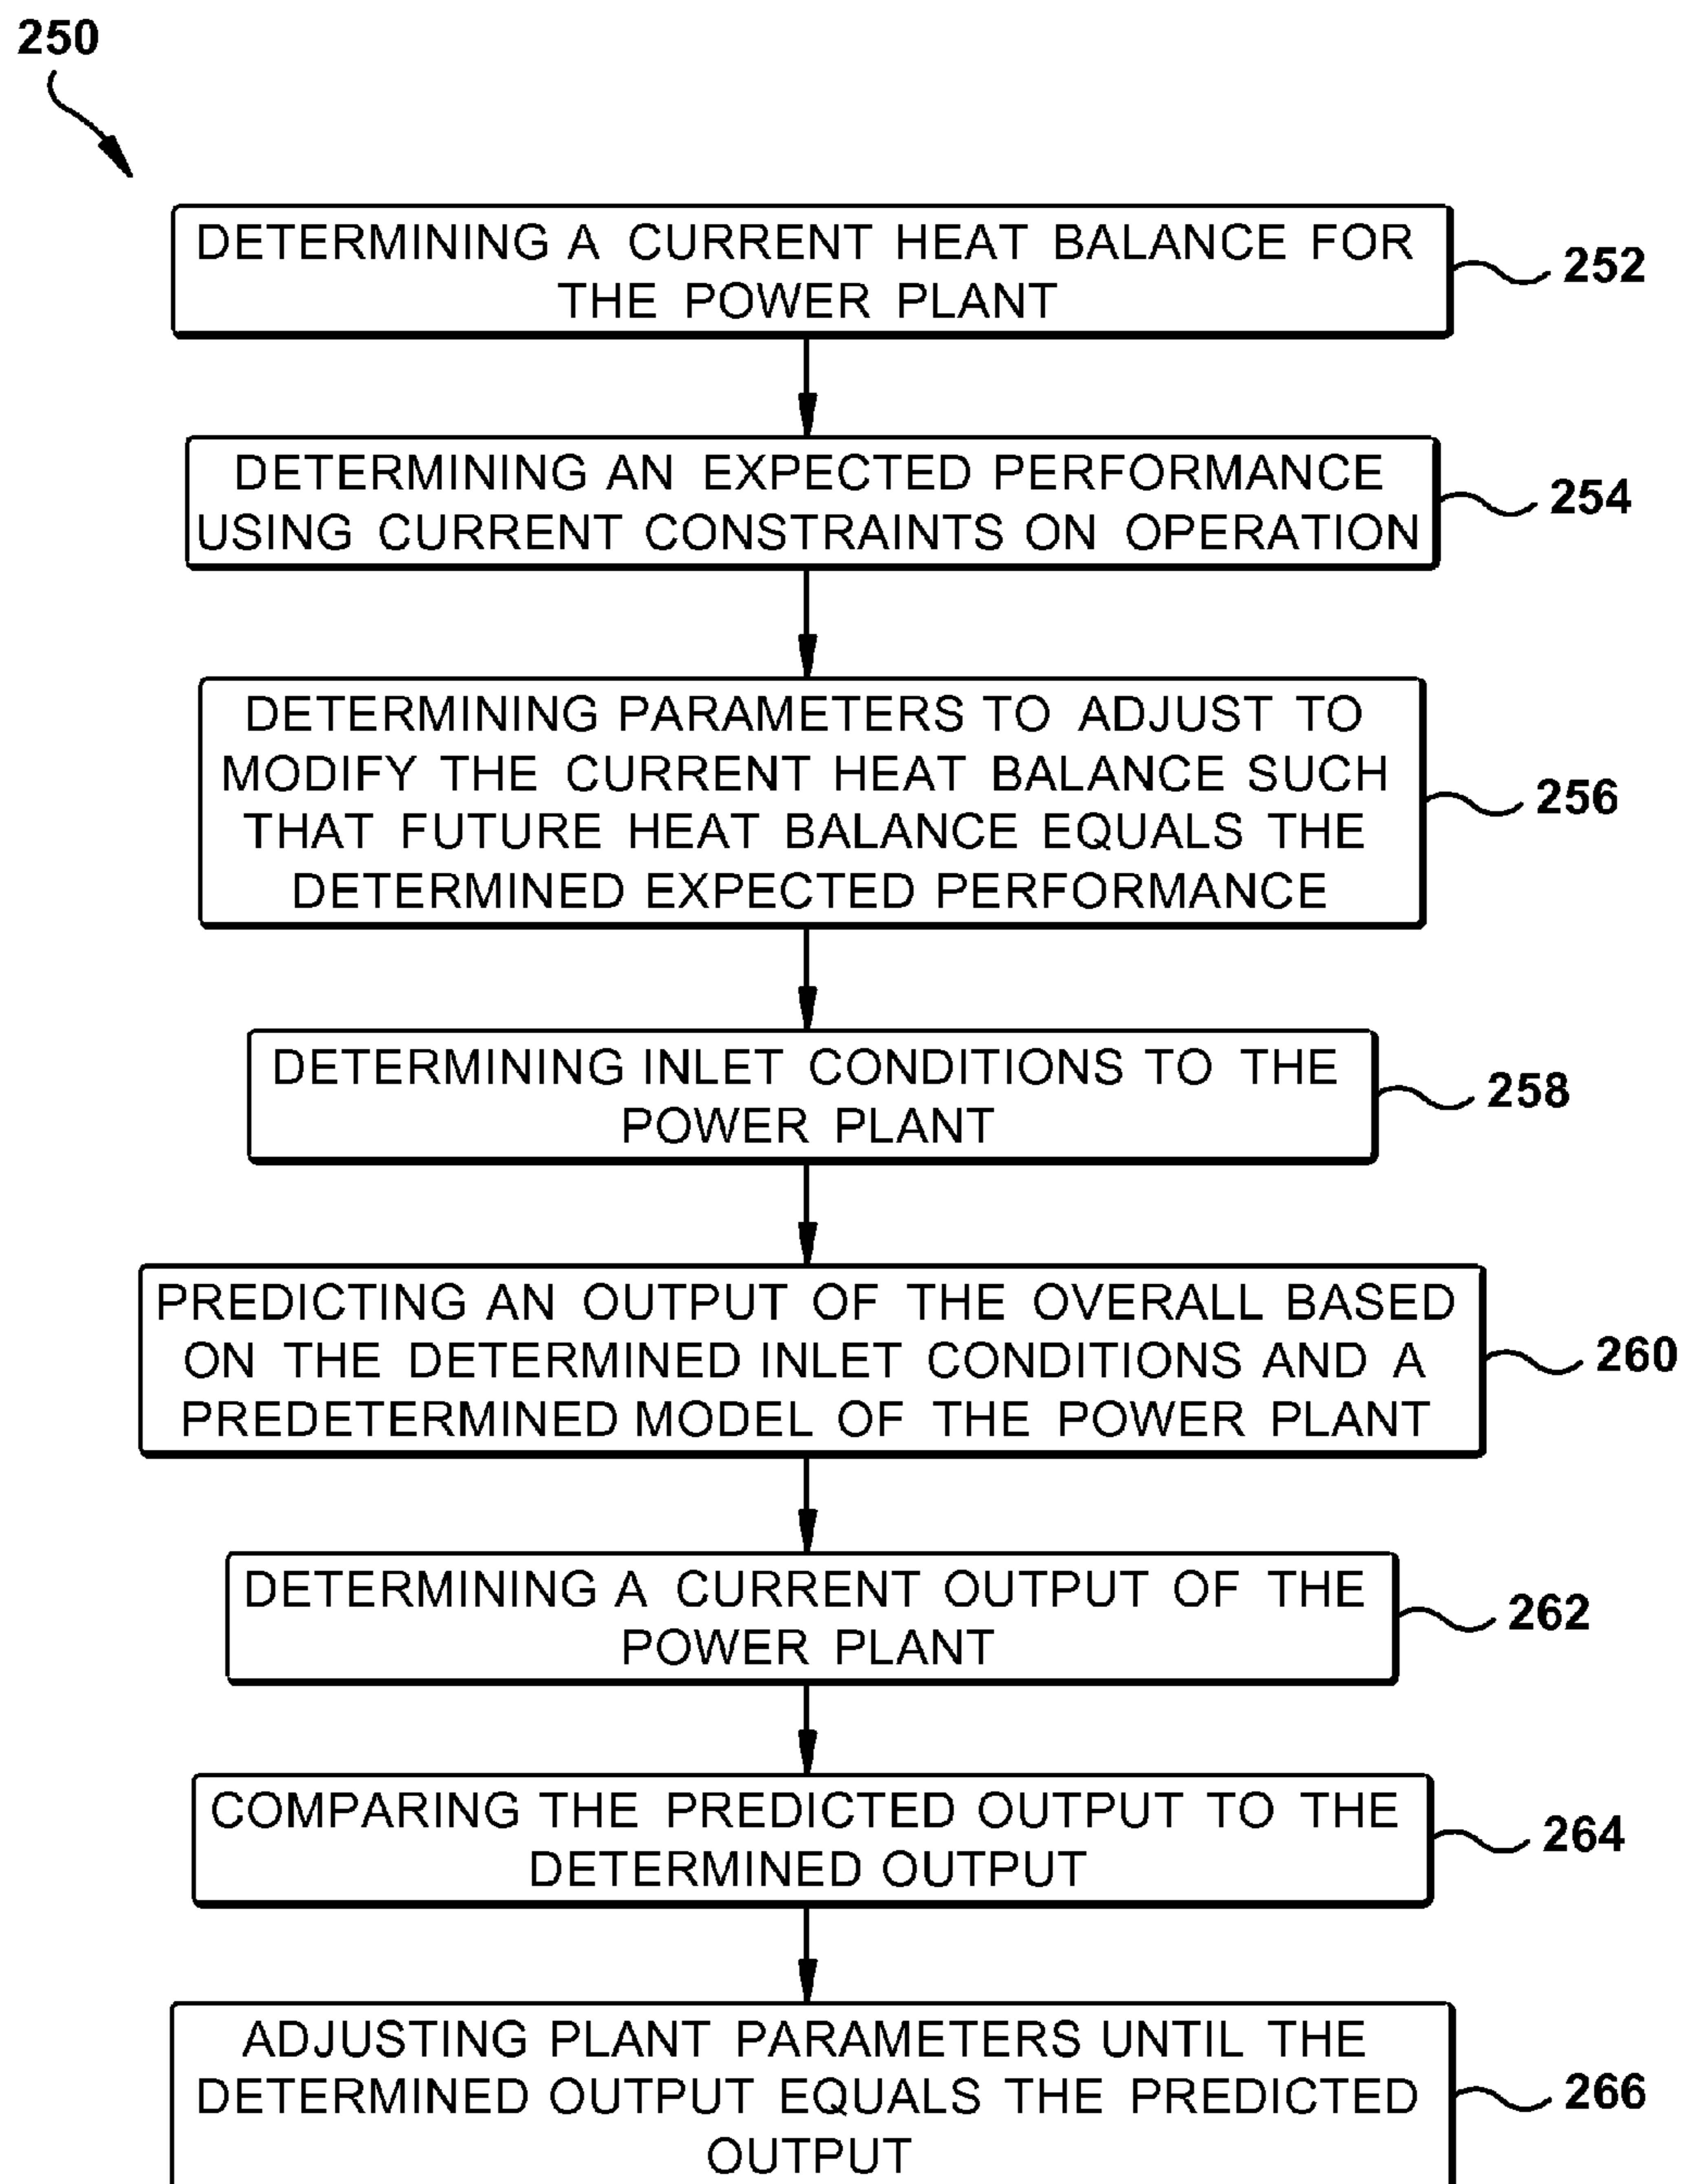 250
DETERMINING A CURRENT HEAT BALANCE FOR
THE POWER PLANT
252
DETERMINING AN EXPECTED PERFORMANCE
USING CURRENT CONSTRAINTS ON OPERATION
254
DETERMINING PARAMETERS TO ADJUST TO
MODIFY THE CURRENT HEAT BALANCE SUCH
THAT FUTURE HEAT BALANCE EQUALS THE
DETERMINED EXPECTED PERFORMANCE
256
DETERMINING INLET CONDITIONS TO THE
POWER PLANT
258
PREDICTING AN OUTPUT OF THE OVERALL BASED
ON THE DETERMINED INLET CONDITIONS AND A
PREDETERMINED MODEL OF THE POWER PLANT
260
DETERMINING A CURRENT OUTPUT OF THE
POWER PLANT
262
COMPARING THE PREDICTED OUTPUT TO THE
DETERMINED OUTPUT
264
ADJUSTING PLANT PARAMETERS UNTIL THE
DETERMINED OUTPUT EQUALS THE PREDICTED
OUTPUT
266